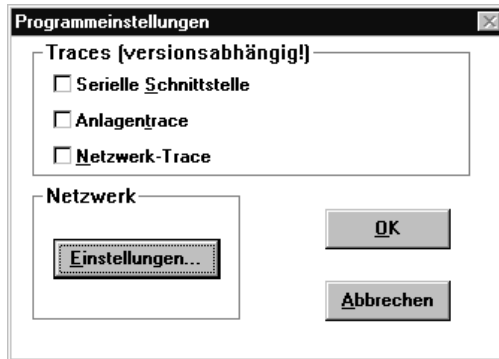 Programmeinstellungen
Traces (versionsabhängig!)
Serielle Schnittstelle
Anlagentrace
Netzwerk-Trace
Netzwerk
Einstellungen...
OK
Abbrechen